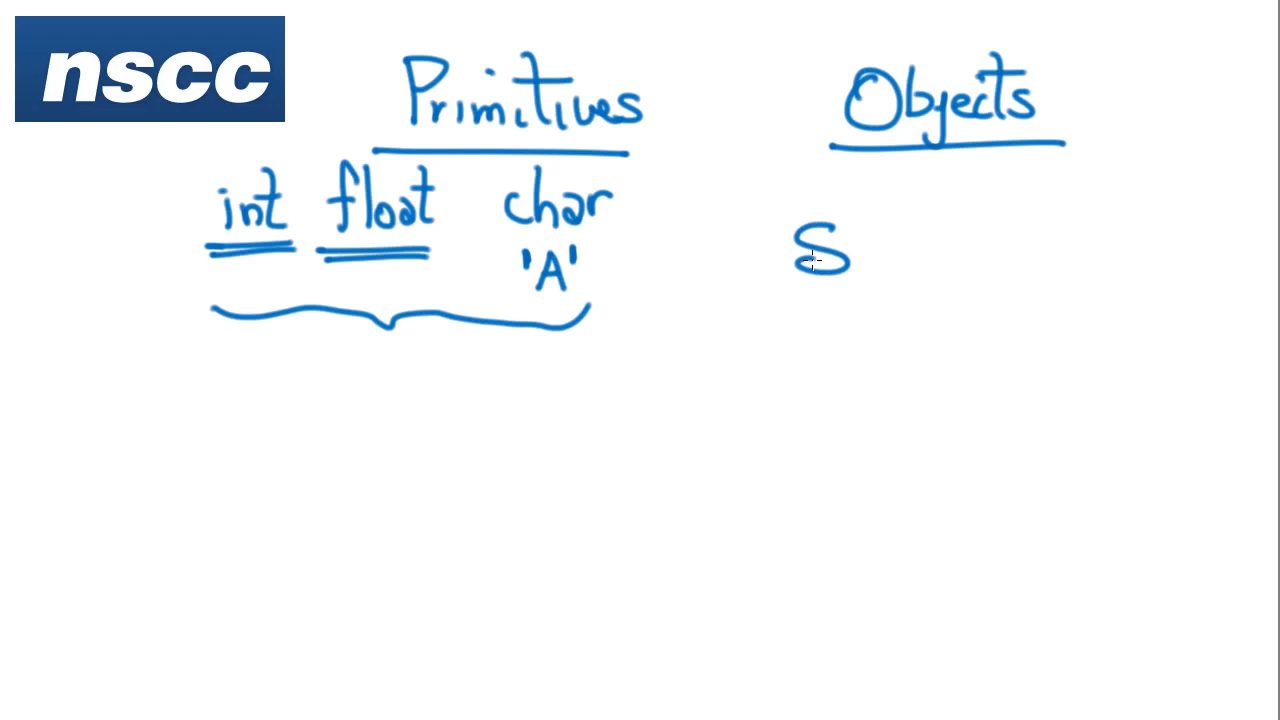 nscc
Primitives Objects
int float char
'A' S